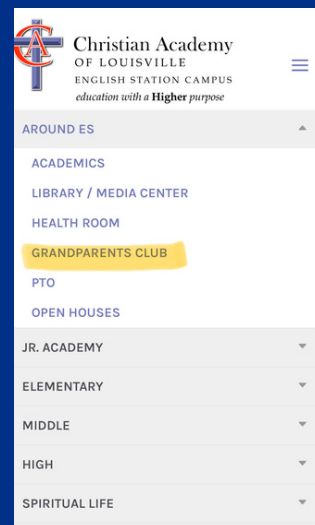 Christian Academy
OF LOUISVILLE
ENGLISH STATION CAMPUS
education with a Higher purpose
AROUND ES
ACADEMICS
LIBRARY / MEDIA CENTER
HEALTH ROOM
GRANDPARENTS CLUB
PTO
OPEN HOUSES
JR. ACADEMY
ELEMENTARY
MIDDLE
HIGH
SPIRITUAL LIFE